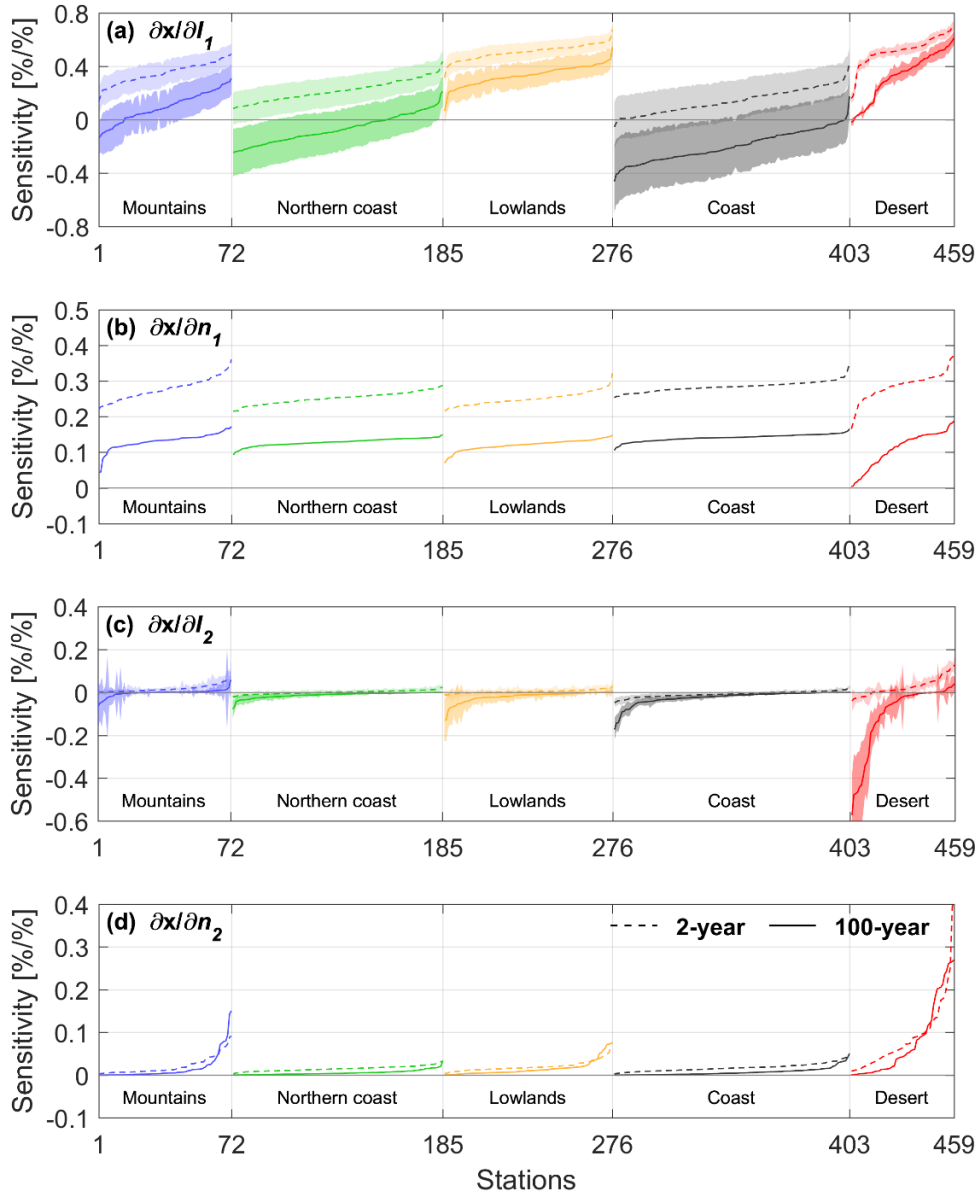 (a) ∂x/∂I₁
Sensitivity [%/%]
0.8
0.4
0
-0.4
-0.8
Mountains Northern coast Lowlands Coast Desert
1 72 185 276 403 459
(b) ∂x/∂n₁
Sensitivity [%/%]
0.5
0.4
0.3
0.2
0.1
0
-0.1
Mountains Northern coast Lowlands Coast Desert
1 72 185 276 403 459
(c) ∂x/∂I₂
Sensitivity [%/%]
0.4
0.2
0
-0.2
-0.4
-0.6
Mountains Northern coast Lowlands Coast Desert
1 72 185 276 403 459
(d) ∂x/∂n₂
2-year 100-year
Sensitivity [%/%]
0.4
0.3
0.2
0.1
0
-0.1
Mountains Northern coast Lowlands Coast Desert
1 72 185 276 403 459
Stations